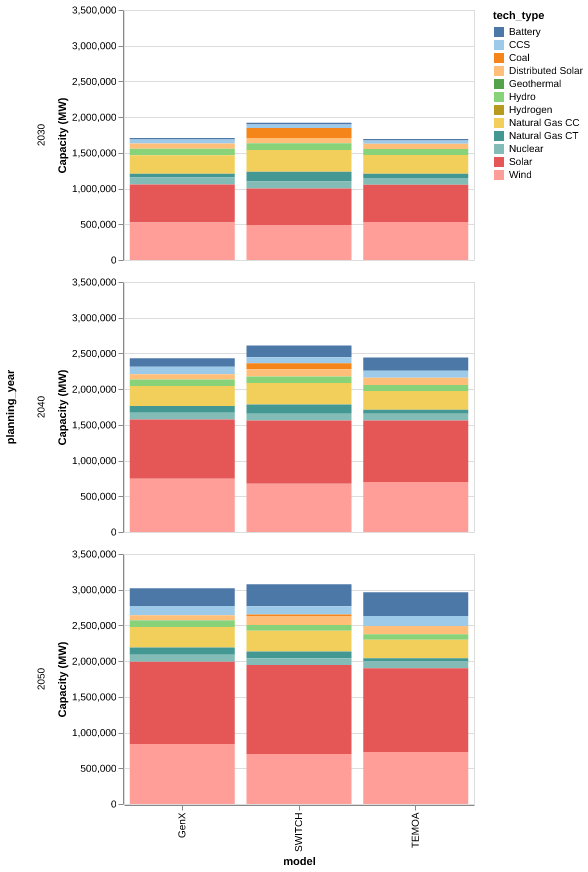 tech_type
Battery
CCS
Coal
Distributed Solar
Geothermal
Hydro
Hydrogen
Natural Gas CC
Natural Gas CT
Nuclear
Solar
Wind
planning_year
2030
Capacity (MW)
3,500,000
3,000,000
2,500,000
2,000,000
1,500,000
1,000,000
500,000
0
2040
Capacity (MW)
3,500,000
3,000,000
2,500,000
2,000,000
1,500,000
1,000,000
500,000
0
2050
Capacity (MW)
3,500,000
3,000,000
2,500,000
2,000,000
1,500,000
1,000,000
500,000
0
GenX
SWITCH
TEMOA
model